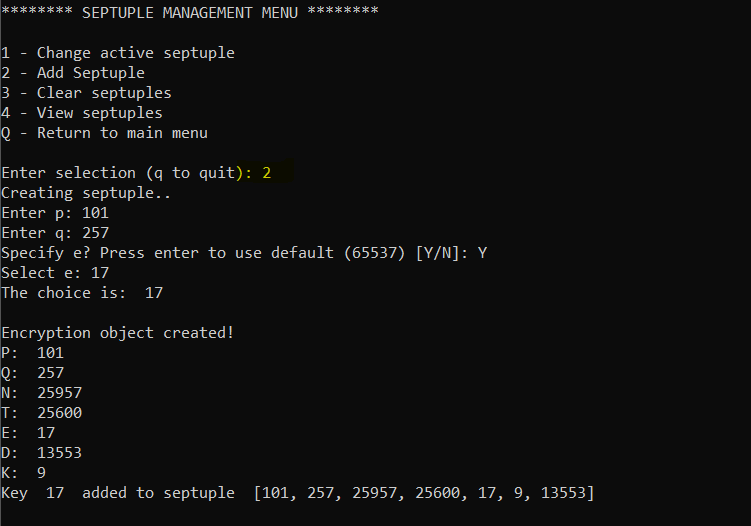 ******** SEPTUPLE MANAGEMENT MENU ********
1 - Change active septuple
2 - Add Septuple
3 - Clear septuples
4 - View septuples
Q - Return to main menu
Enter selection (q to quit): 2
Creating septuple..
Enter p: 101
Enter q: 257
Specify e? Press enter to use default (65537) [Y/N]: Y
Select e: 17
The choice is:  17
Encryption object created!
P:  101
Q:  257
N:  25957
T:  25600
E:  17
D:  13553
K:  9
Key  17  added to septuple  [101, 257, 25957, 25600, 17, 9, 13553]